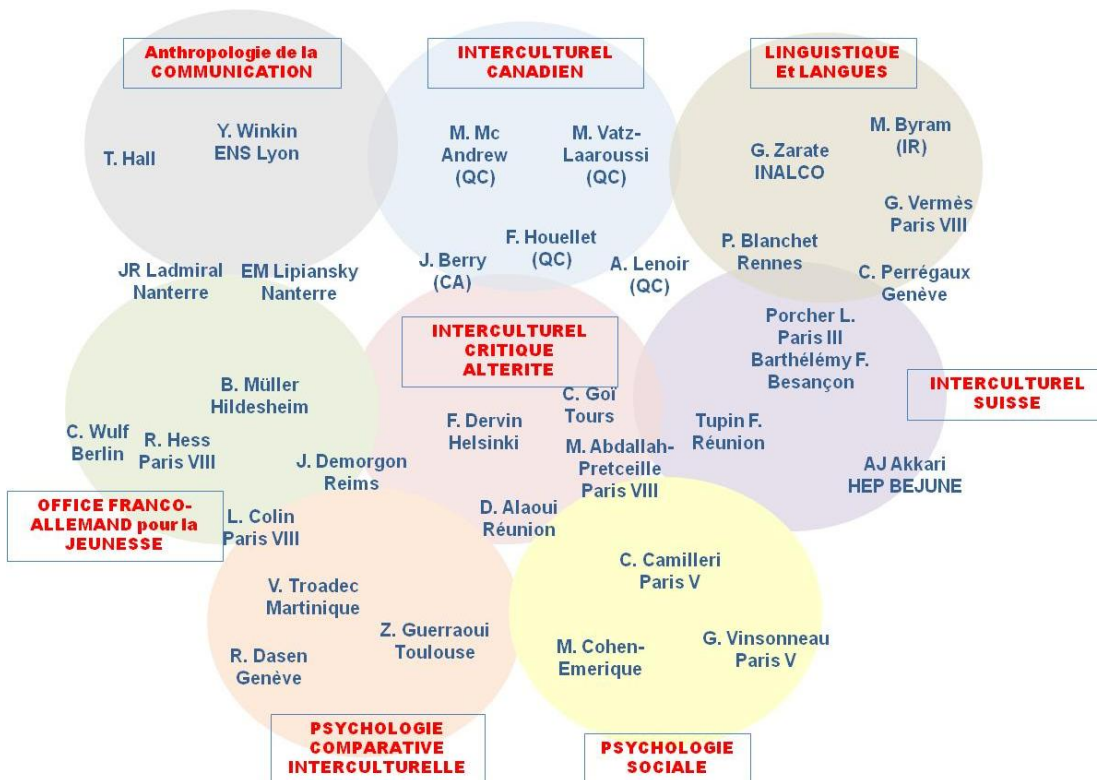 Anthropologie de la
COMMUNICATION
INTERCULTUREL
CANADIEN
LINGUISTIQUE
Et LANGUES
T. Hall
Y. Winkin
ENS Lyon
M. Mc
Andrew
(QC)
M. Vatz-
Laaroussi
(QC)
G. Zarate
INALCO
M. Byram
(IR)
G. Vermès
Paris VIII
F. Houellet
(QC)
J. Berry
(CA)
A. Lenoir
(QC)
P. Blanchet
Rennes
C. Perrégaux
Genève
JR Ladmiral
Nanterre
EM Lipiansky
Nanterre
INTERCULTUREL
CRITIQUE
ALTERITE
Porcher L.
Paris III
Barthélémy F.
Besançon
INTERCULTUREL
SUISSE
B. Müller
Hildesheim
C. Wulf
Berlin
R. Hess
Paris VIII
J. Demorgon
Reims
F. Dervin
Helsinki
C. Goï
Tours
M. Abdallah-
Pretceille
Paris VIII
Tupin F.
Réunion
AJ Akkari
HEP BEJUNE
OFFICE FRANCO-
ALLEMAND pour la
JEUNESSE
L. Colin
Paris VIII
D. Alaoui
Réunion
V. Troadec
Martinique
Z. Guerraoui
Toulouse
R. Dasen
Genève
C. Camilleri
Paris V
M. Cohen-
Emerique
G. Vinsonneau
Paris V
PSYCHOLOGIE
COMPARATIVE
INTERCULTURELLE
PSYCHOLOGIE
SOCIALE